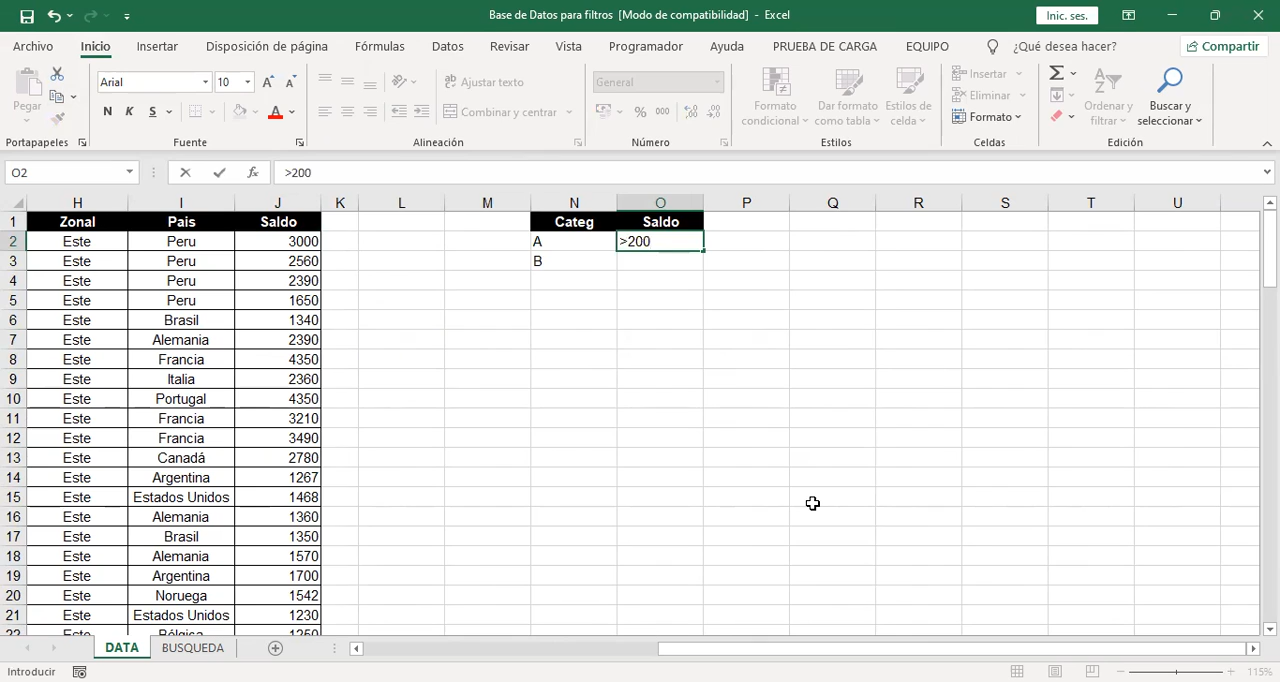 Base de Datos para filtros [Modo de compatibilidad] - Excel
Inic. ses.
Archivo Inicio Insertar Disposición de página Fórmulas Datos Revisar Vista Programador Ayuda PRUEBA DE CARGA EQUIPO ¿Qué desea hacer? Compartir
Pegar
Portapapeles
Arial 10
N K S
Fuente
Ajustar texto
Combinar y centrar
Alineación
General
% 000
Número
Formato condicional
Dar formato como tabla
Estilos de celda
Estilos
Insertar
Eliminar
Formato
Celdas
Ordenar y filtrar
Buscar y seleccionar
Edición
O2 fx >200
H I J K L M N O P Q R S T U
1 Zonal Pais Saldo Categ Saldo
2 Este Peru 3000 A >200
3 Este Peru 2560 B
4 Este Peru 2390
5 Este Peru 1650
6 Este Brasil 1340
7 Este Alemania 2390
8 Este Francia 4350
9 Este Italia 2360
10 Este Portugal 4350
11 Este Francia 3210
12 Este Francia 3490
13 Este Canadá 2780
14 Este Argentina 1267
15 Este Estados Unidos 1468
16 Este Alemania 1360
17 Este Brasil 1350
18 Este Alemania 1570
19 Este Argentina 1700
20 Este Noruega 1542
21 Este Estados Unidos 1230
22 Este Bélgica 1250
DATA BUSQUEDA
Introducir 115%